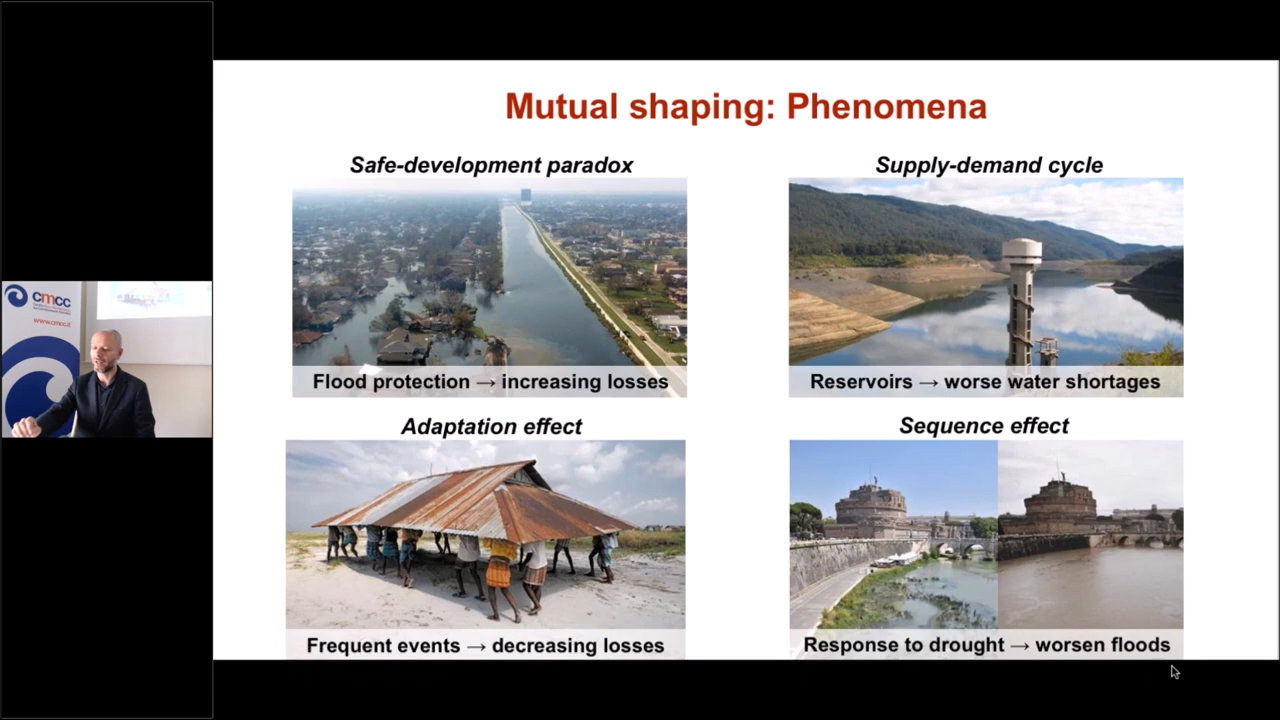 Mutual shaping: Phenomena
Safe-development paradox
Supply-demand cycle
Flood protection → increasing losses
Reservoirs → worse water shortages
Adaptation effect
Sequence effect
Frequent events → decreasing losses
Response to drought → worsen floods
cmcc
www.cmcc.it